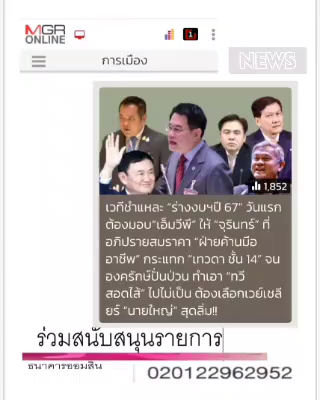 MGR
ONLINE
1
การเมือง
NEWS
1,852
เวทีชำแหละ "ร่างงบฯปี 67" วันแรก
ต้องมอบ"เอ็มวีพี" ให้ "จุรินทร์" ที่
อภิปรายสมราคา "ฝ่ายค้านมือ
อาชีพ" กระแทก "เทวดา ชั้น 14" จน
องครักษ์ปั่นป่วน ทำเอา "ทวี
สอดไส้" ไปไม่เป็น ต้องเลือกเวย์เซลี
ยร์ "นายใหญ่" สุดลิ่ม!!
ร่วมสนับสนุนรายการ
ธนาคารออมสิน
020122962952